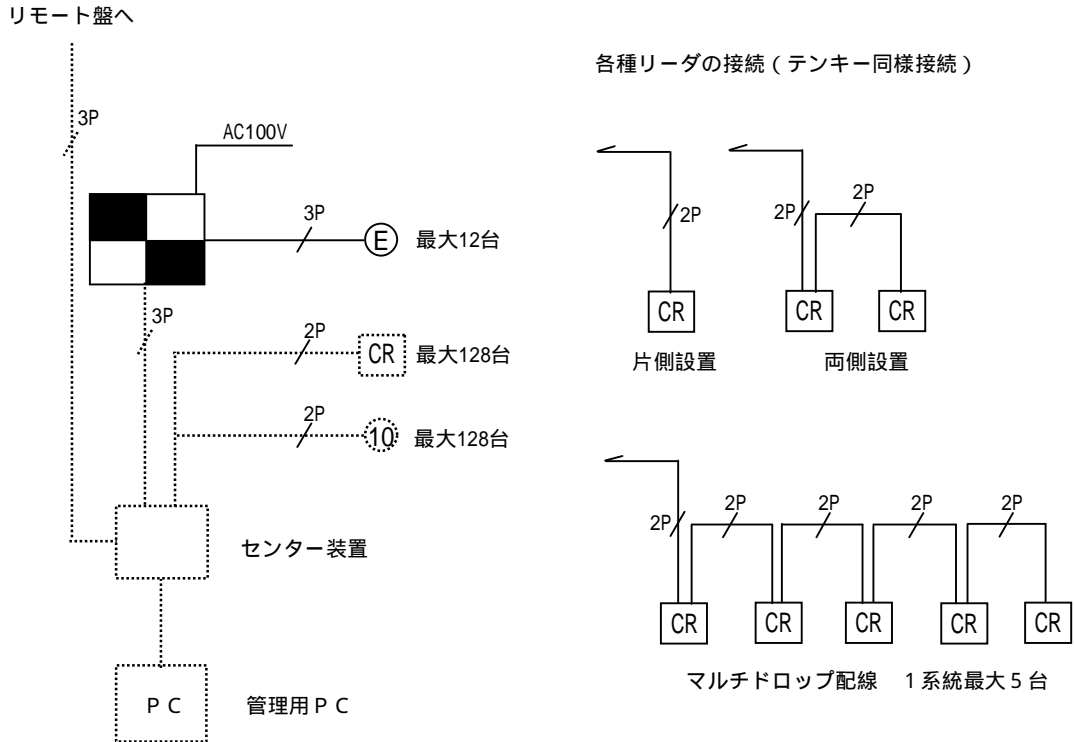 リモート盤へ
各種リーダの接続(テンキー同様接続)
3P
AC100V
3P
E
最大12台
3P
2P
CR
最大128台
2P
10
最大128台
センター装置
PC
管理用PC
2P
CR
片側設置
2P
2P
CR
CR
両側設置
2P
2P
2P
2P
2P
CR
CR
CR
CR
CR
マルチドロップ配線 1系統最大5台